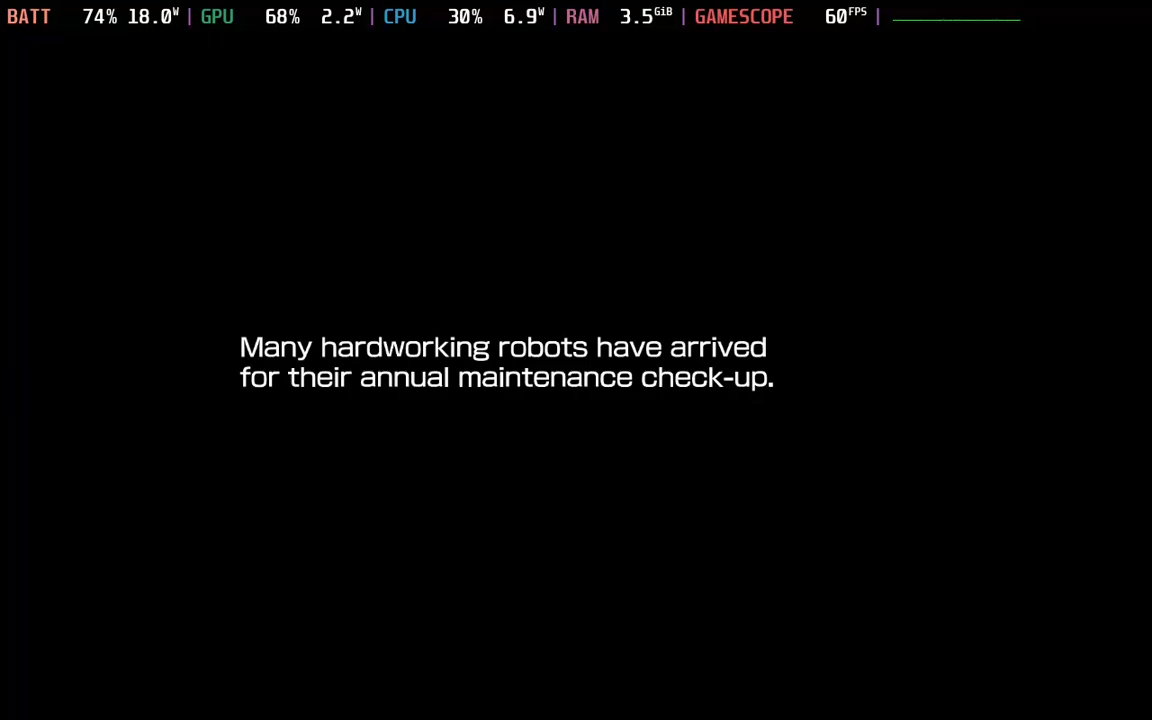 BATT 74% 18.0W | GPU 68% 2.2W | CPU 30% 6.9W | RAM 3.5GiB | GAMESCOPE 60FPS |
Many hardworking robots have arrived
for their annual maintenance check-up.